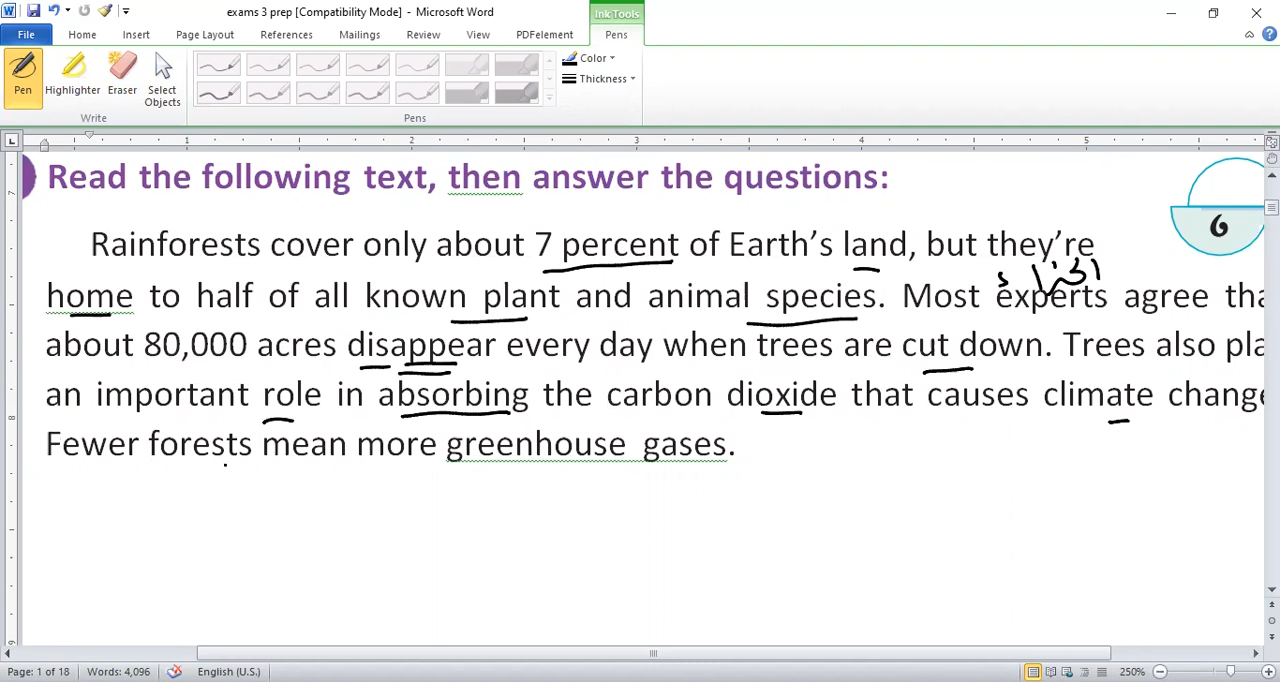 exams 3 prep [Compatibility Mode] - Microsoft Word
Ink Tools
File Home Insert Page Layout References Mailings Review View PDFelement Pens
Pen Highlighter Eraser Select Objects
Color
Thickness
Write
Pens
1 2 3 4 5
Read the following text, then answer the questions:
6
Rainforests cover only about 7 percent of Earth's land, but they're
home to half of all known plant and animal species. Most experts agree tha
about 80,000 acres disappear every day when trees are cut down. Trees also pla
an important role in absorbing the carbon dioxide that causes climate change
Fewer forests mean more greenhouse gases.
Page: 1 of 18 Words: 4,096 English (U.S.) 250%